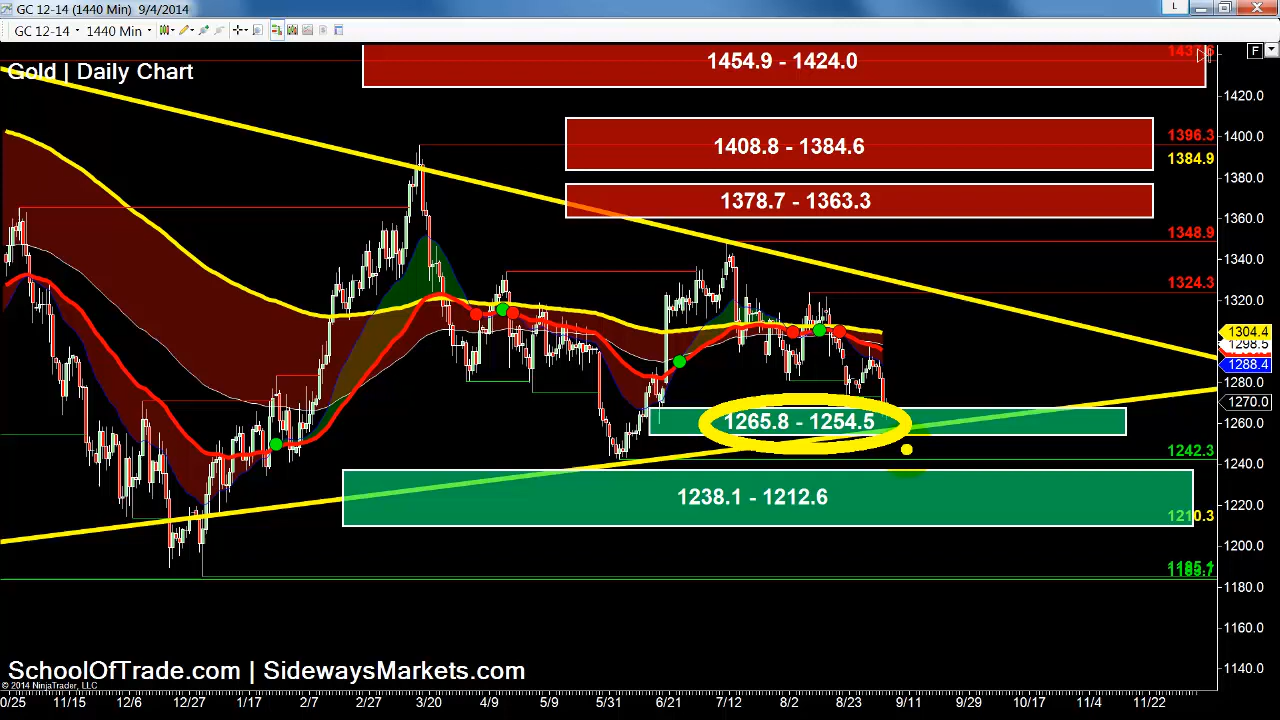 GC 12-14 (1440 Min) 9/4/2014
L
GC 12-14 1440 Min
F
Gold | Daily Chart
1454.9 - 1424.0
1420.0
1408.8 - 1384.6
1396.3
1400.0
1384.9
1380.0
1378.7 - 1363.3
1360.0
1348.9
1340.0
1324.3
1320.0
1304.4
1298.5
1288.4
1280.0
1270.0
1265.8 - 1254.5
1260.0
1242.3
1240.0
1238.1 - 1212.6
1220.0
1210.3
1200.0
1180.0
1160.0
1140.0
SchoolOfTrade.com | SidewaysMarkets.com
© 2014 NinjaTrader, LLC
0/25 11/15 12/6 12/27 1/17 2/7 2/27 3/20 4/9 5/9 5/31 6/21 7/12 8/2 8/23 9/11 9/29 10/17 11/4 11/22